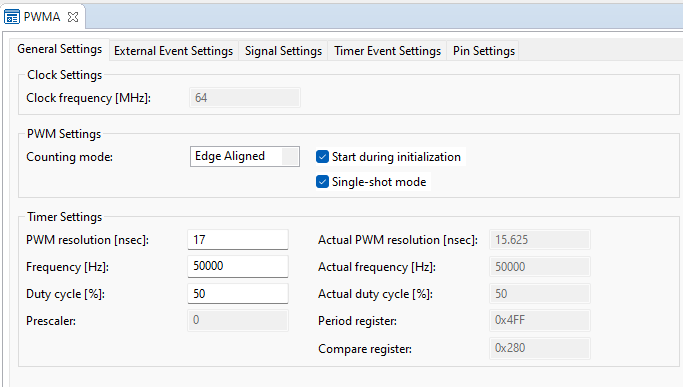 PWMA
General Settings External Event Settings Signal Settings Timer Event Settings Pin Settings
Clock Settings
Clock frequency [MHz]: 64
PWM Settings
Counting mode: Edge Aligned Start during initialization
Single-shot mode
Timer Settings
PWM resolution [nsec]: 17 Actual PWM resolution [nsec]: 15.625
Frequency [Hz]: 50000 Actual frequency [Hz]: 50000
Duty cycle [%]: 50 Actual duty cycle [%]: 50
Prescaler: 0 Period register: 0x4FF
Compare register: 0x280